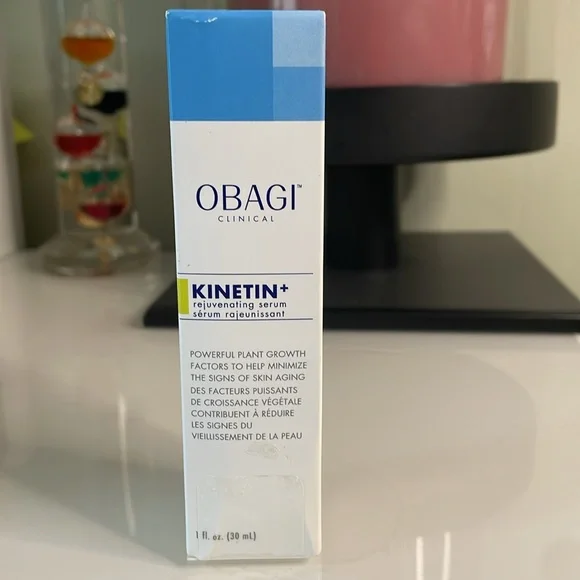 OBAGI™
CLINICAL
KINETIN+
rejuvenating serum
sérum rajeunissant
POWERFUL PLANT GROWTH
FACTORS TO HELP MINIMIZE
THE SIGNS OF SKIN AGING
DES FACTEURS PUISSANTS
DE CROISSANCE VÉGÉTALE
CONTRIBUENT À RÉDUIRE
LES SIGNES DU
VIEILLISSEMENT DE LA PEAU
1 fl. oz. (30 mL)